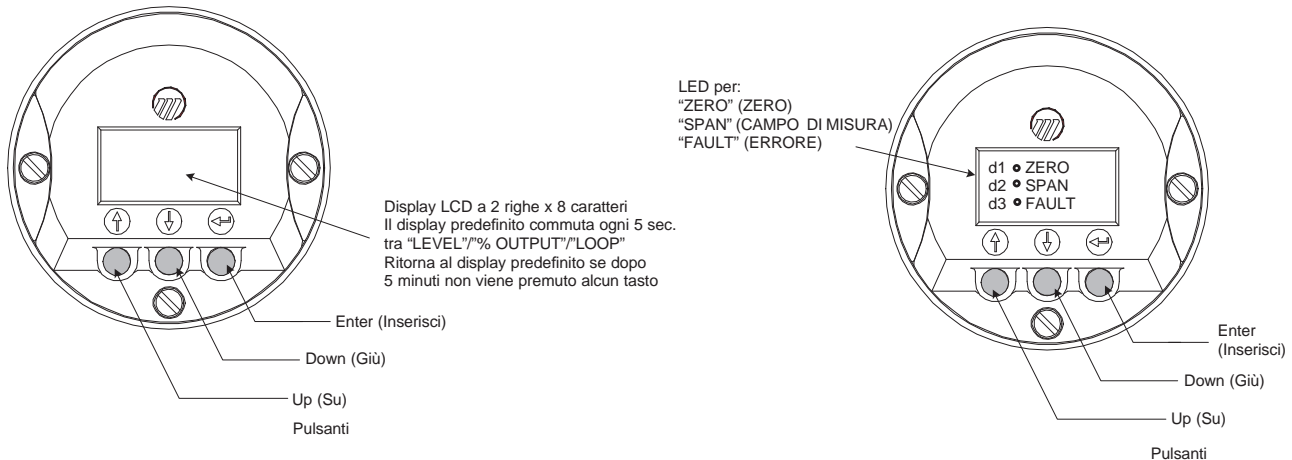 Display LCD a 2 righe x 8 caratteri
Il display predefinito commuta ogni 5 sec.
tra “LEVEL”/”% OUTPUT”/”LOOP”
Ritorna al display predefinito se dopo
5 minuti non viene premuto alcun tasto
Enter (Inserisci)
Down (Giù)
Up (Su)
Pulsanti
LED per:
“ZERO” (ZERO)
“SPAN” (CAMPO DI MISURA)
“FAULT” (ERRORE)
d1 ZERO
d2 SPAN
d3 FAULT
Enter
(Inserisci)
Down (Giù)
Up (Su)
Pulsanti